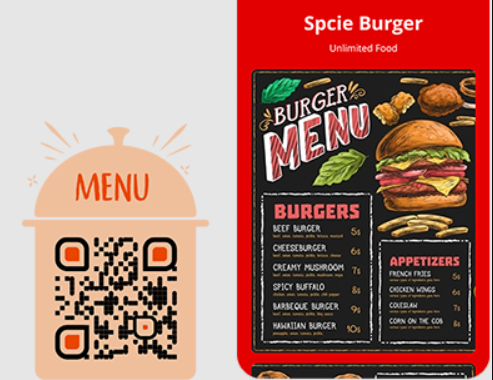 MENU
Spcie Burger
Unlimited Food
BURGER
MENU
BURGERS
BEEF BURGER 5$
CHEESEBURGER 6$
CREAMY MUSHROOM 7$
SPICY BUFFALO 8$
BARBEQUE BURGER 9$
HAWAIIAN BURGER 10$
APPETIZERS
FRENCH FRIES 5$
CHICKEN WINGS 6$
COLESLAW 7$
CORN ON THE COB 8$